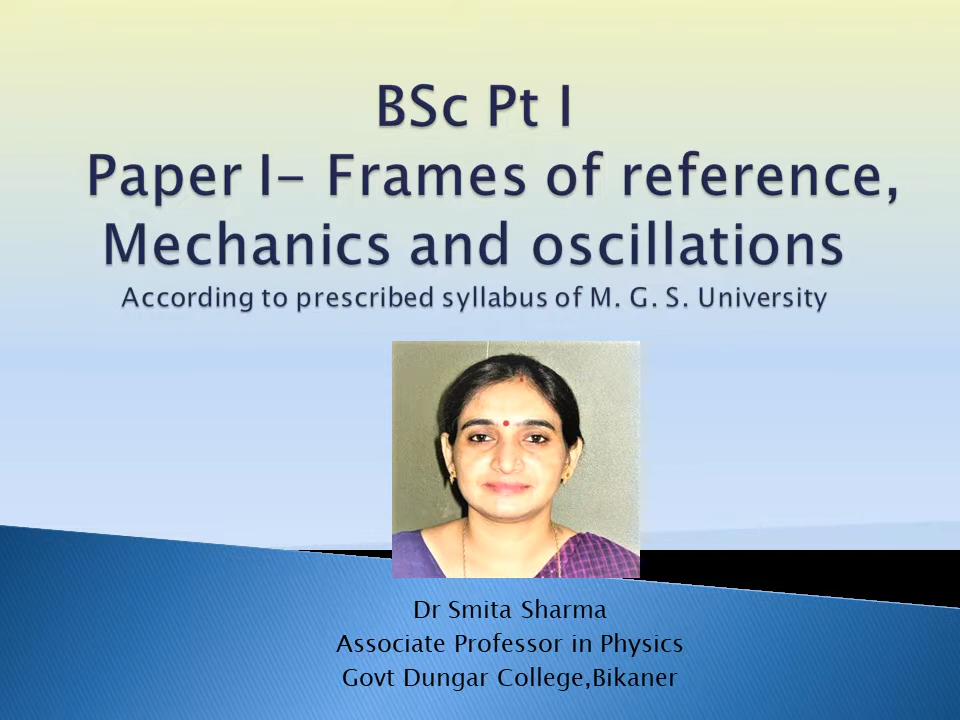 BSc Pt I
Paper I- Frames of reference,
Mechanics and oscillations
According to prescribed syllabus of M. G. S. University
Dr Smita Sharma
Associate Professor in Physics
Govt Dungar College,Bikaner